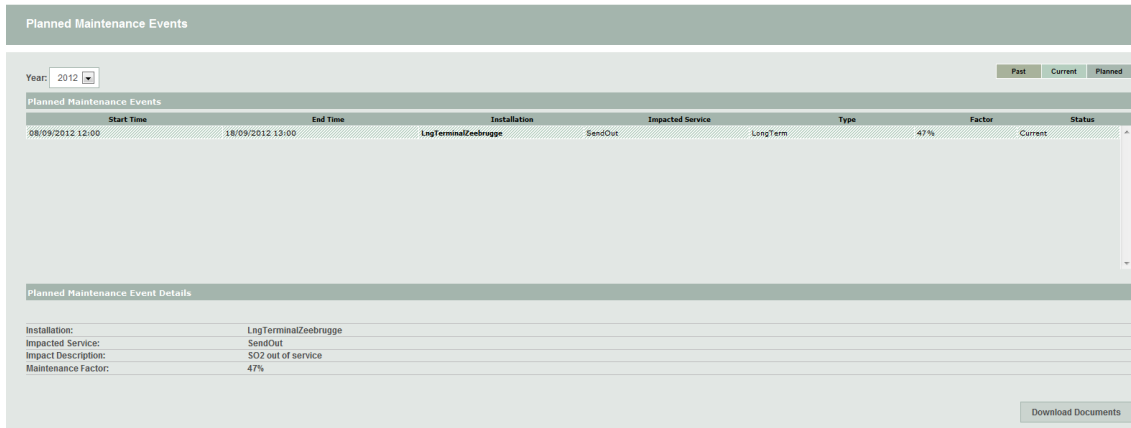 Planned Maintenance Events
Year: 2012
Past Current Planned
Planned Maintenance Events
Start Time End Time Installation Impacted Service Type Factor Status
08/09/2012 12:00 18/09/2012 13:00 LngTerminalZeebrugge SendOut LongTerm 47% Current
Planned Maintenance Event Details
Installation: LngTerminalZeebrugge
Impacted Service: SendOut
Impact Description: SO2 out of service
Maintenance Factor: 47%
Download Documents